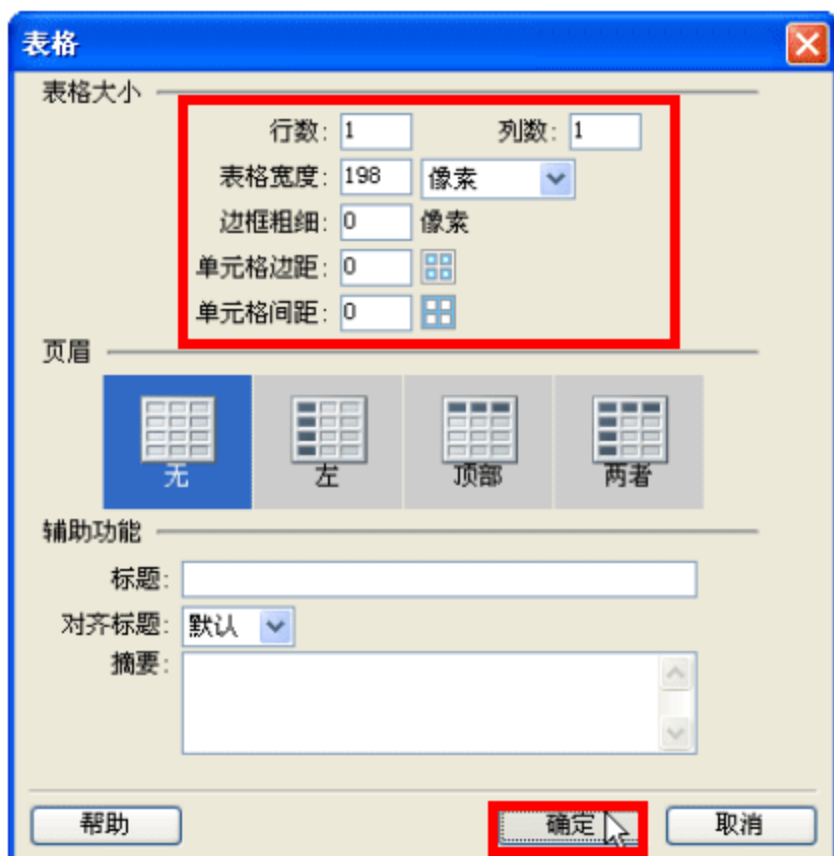 表格
表格大小
行数: 1 列数: 1
表格宽度: 198 像素
边框粗细: 0 像素
单元格边距: 0
单元格间距: 0
页眉
无 左 顶部 两者
辅助功能
标题:
对齐标题: 默认
摘要:
帮助 确定 取消